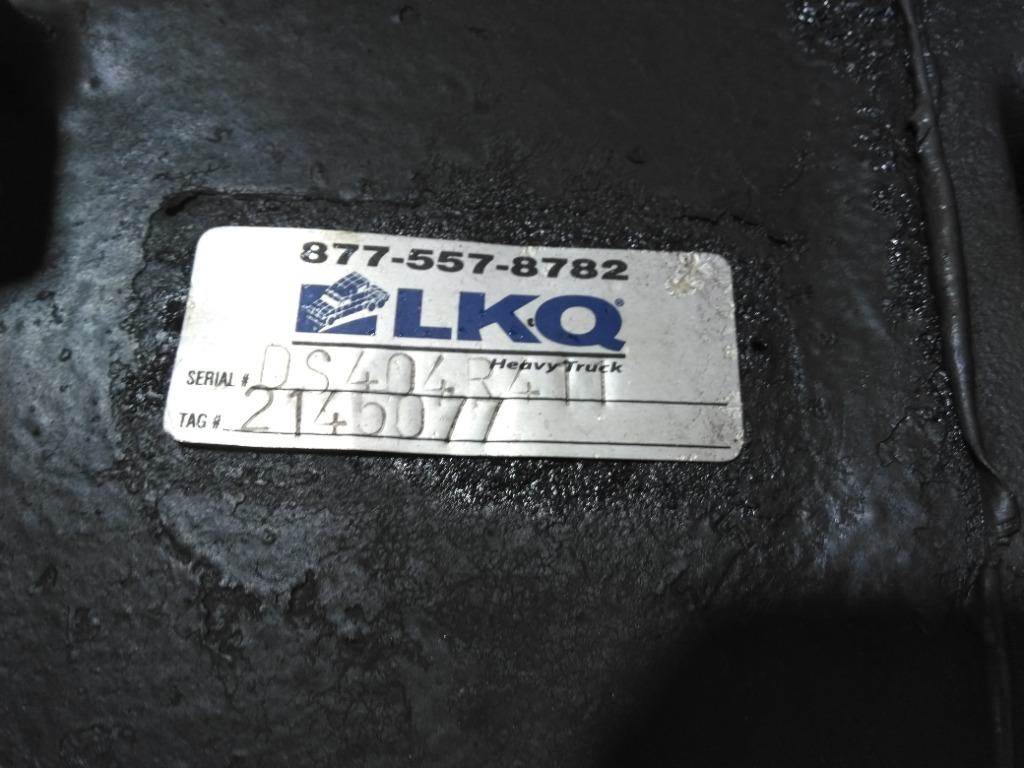 877-557-8782
LKQ®
Heavy Truck
SERIAL # DS404R411
TAG # 2146077